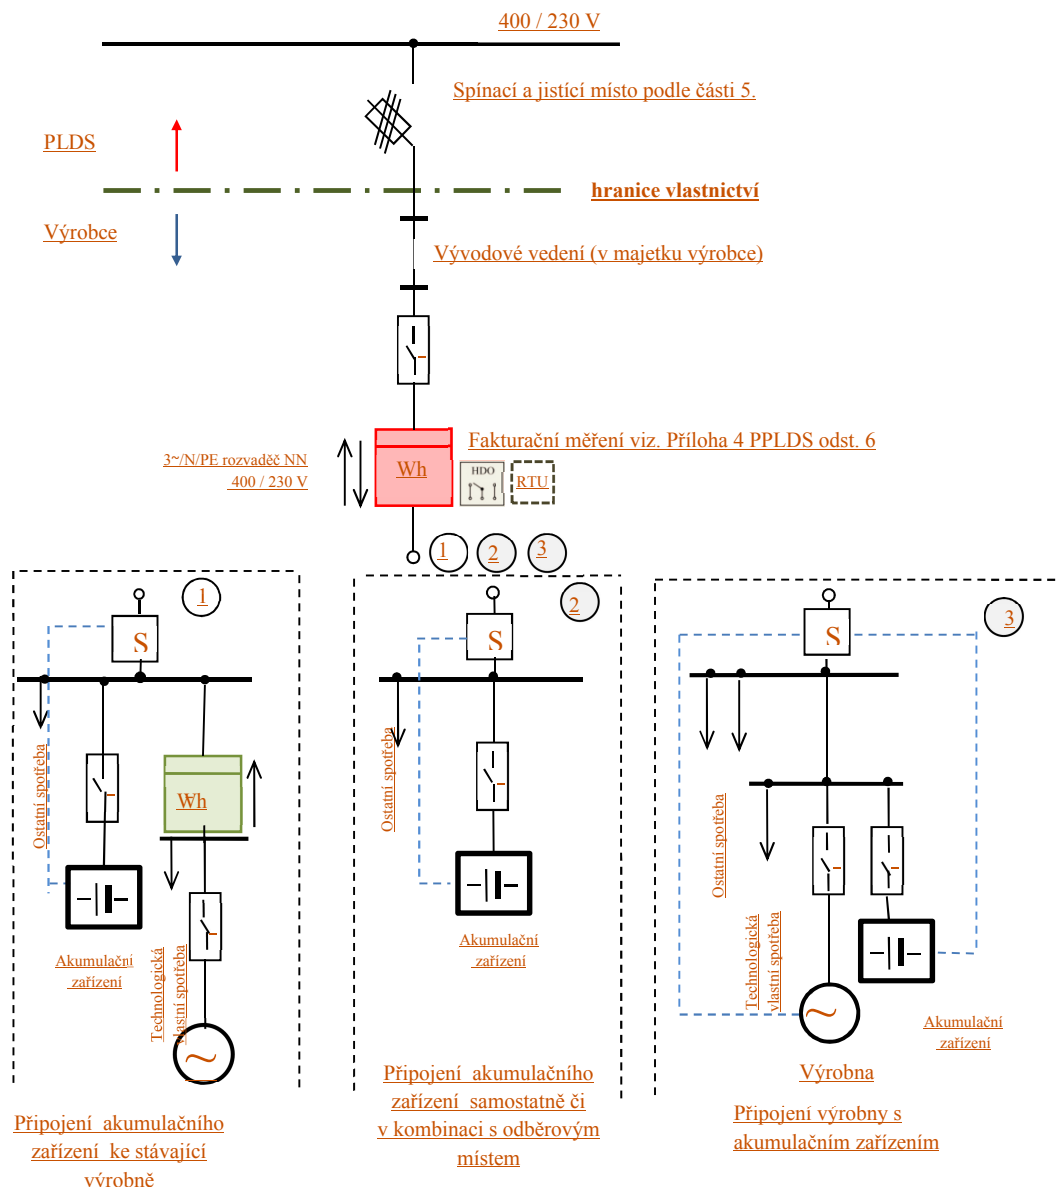 400 / 230 V
Spínací a jistící místo podle části 5.
PLDS
hranice vlastnictví
Výrobce
Vývodové vedení (v majetku výrobce)
Fakturační měření viz. Příloha 4 PPLDS odst. 6
3~/N/PE rozvaděč NN
400 / 230 V
Wh
HDO
RTU
1
2
3
1
S
Ostatní spotřeba
Wh
Akumulační
zařízení
Technologická
vlastní spotřeba
~
Připojení akumulačního
zařízení ke stávající
výrobně
2
S
Ostatní spotřeba
Akumulační
zařízení
Připojení akumulačního
zařízení samostatně či
v kombinaci s odběrovým
místem
3
S
Ostatní spotřeba
Technologická
vlastní spotřeba
~
Akumulační
zařízení
Výrobna
Připojení výrobny s
akumulačním zařízením